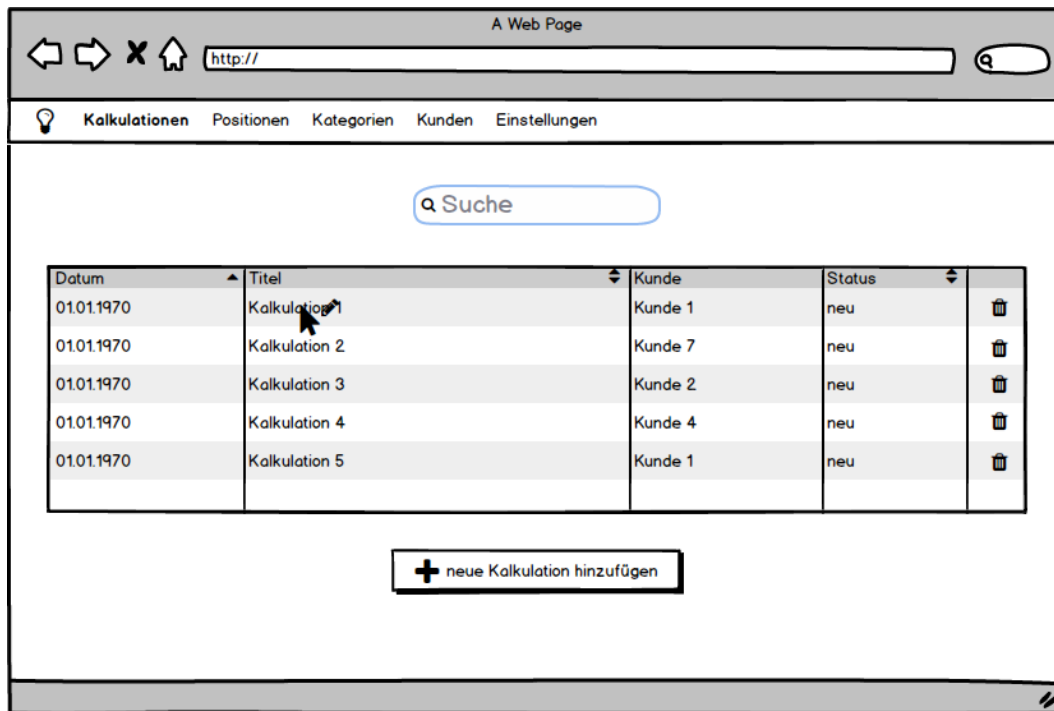 A Web Page
http://
Kalkulationen Positionen Kategorien Kunden Einstellungen
Suche
Datum Titel Kunde Status
01.01.1970 Kalkulation 1 Kunde 1 neu
01.01.1970 Kalkulation 2 Kunde 7 neu
01.01.1970 Kalkulation 3 Kunde 2 neu
01.01.1970 Kalkulation 4 Kunde 4 neu
01.01.1970 Kalkulation 5 Kunde 1 neu
neue Kalkulation hinzufügen